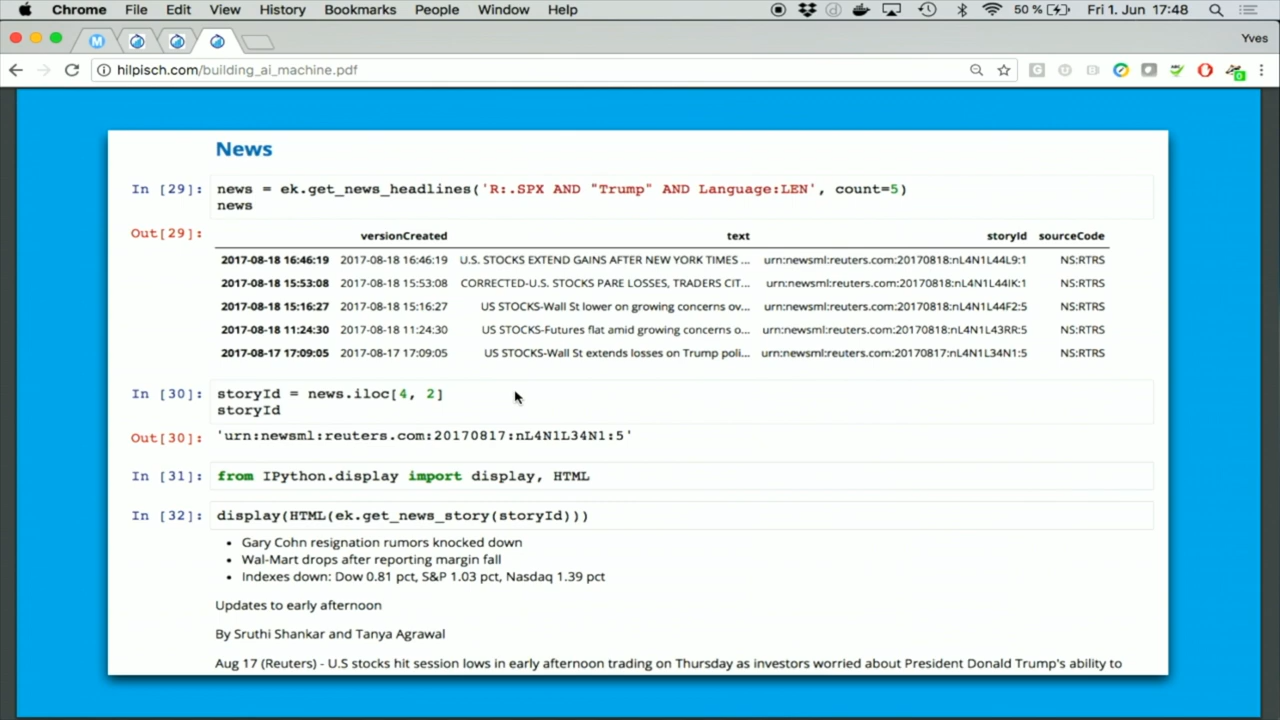 Chrome File Edit View History Bookmarks People Window Help 50 % Fri 1. Jun 17:48
Yves
hilpisch.com/building_ai_machine.pdf
News
In [29]: news = ek.get_news_headlines('R:.SPX AND "Trump" AND Language:LEN', count=5)
news
Out[29]:
versionCreated text storyId sourceCode
2017-08-18 16:46:19 2017-08-18 16:46:19 U.S. STOCKS EXTEND GAINS AFTER NEW YORK TIMES ... urn:newsml:reuters.com:20170818:nL4N1L44L9:1 NS:RTRS
2017-08-18 15:53:08 2017-08-18 15:53:08 CORRECTED-U.S. STOCKS PARE LOSSES, TRADERS CIT... urn:newsml:reuters.com:20170818:nL4N1L44IK:1 NS:RTRS
2017-08-18 15:16:27 2017-08-18 15:16:27 US STOCKS-Wall St lower on growing concerns ov... urn:newsml:reuters.com:20170818:nL4N1L44F2:5 NS:RTRS
2017-08-18 11:24:30 2017-08-18 11:24:30 US STOCKS-Futures flat amid growing concerns o... urn:newsml:reuters.com:20170818:nL4N1L43RR:5 NS:RTRS
2017-08-17 17:09:05 2017-08-17 17:09:05 US STOCKS-Wall St extends losses on Trump poli... urn:newsml:reuters.com:20170817:nL4N1L34N1:5 NS:RTRS
In [30]: storyId = news.iloc[4, 2]
storyId
Out[30]: 'urn:newsml:reuters.com:20170817:nL4N1L34N1:5'
In [31]: from IPython.display import display, HTML
In [32]: display(HTML(ek.get_news_story(storyId)))
• Gary Cohn resignation rumors knocked down
• Wal-Mart drops after reporting margin fall
• Indexes down: Dow 0.81 pct, S&P 1.03 pct, Nasdaq 1.39 pct
Updates to early afternoon
By Sruthi Shankar and Tanya Agrawal
Aug 17 (Reuters) - U.S stocks hit session lows in early afternoon trading on Thursday as investors worried about President Donald Trump's ability to